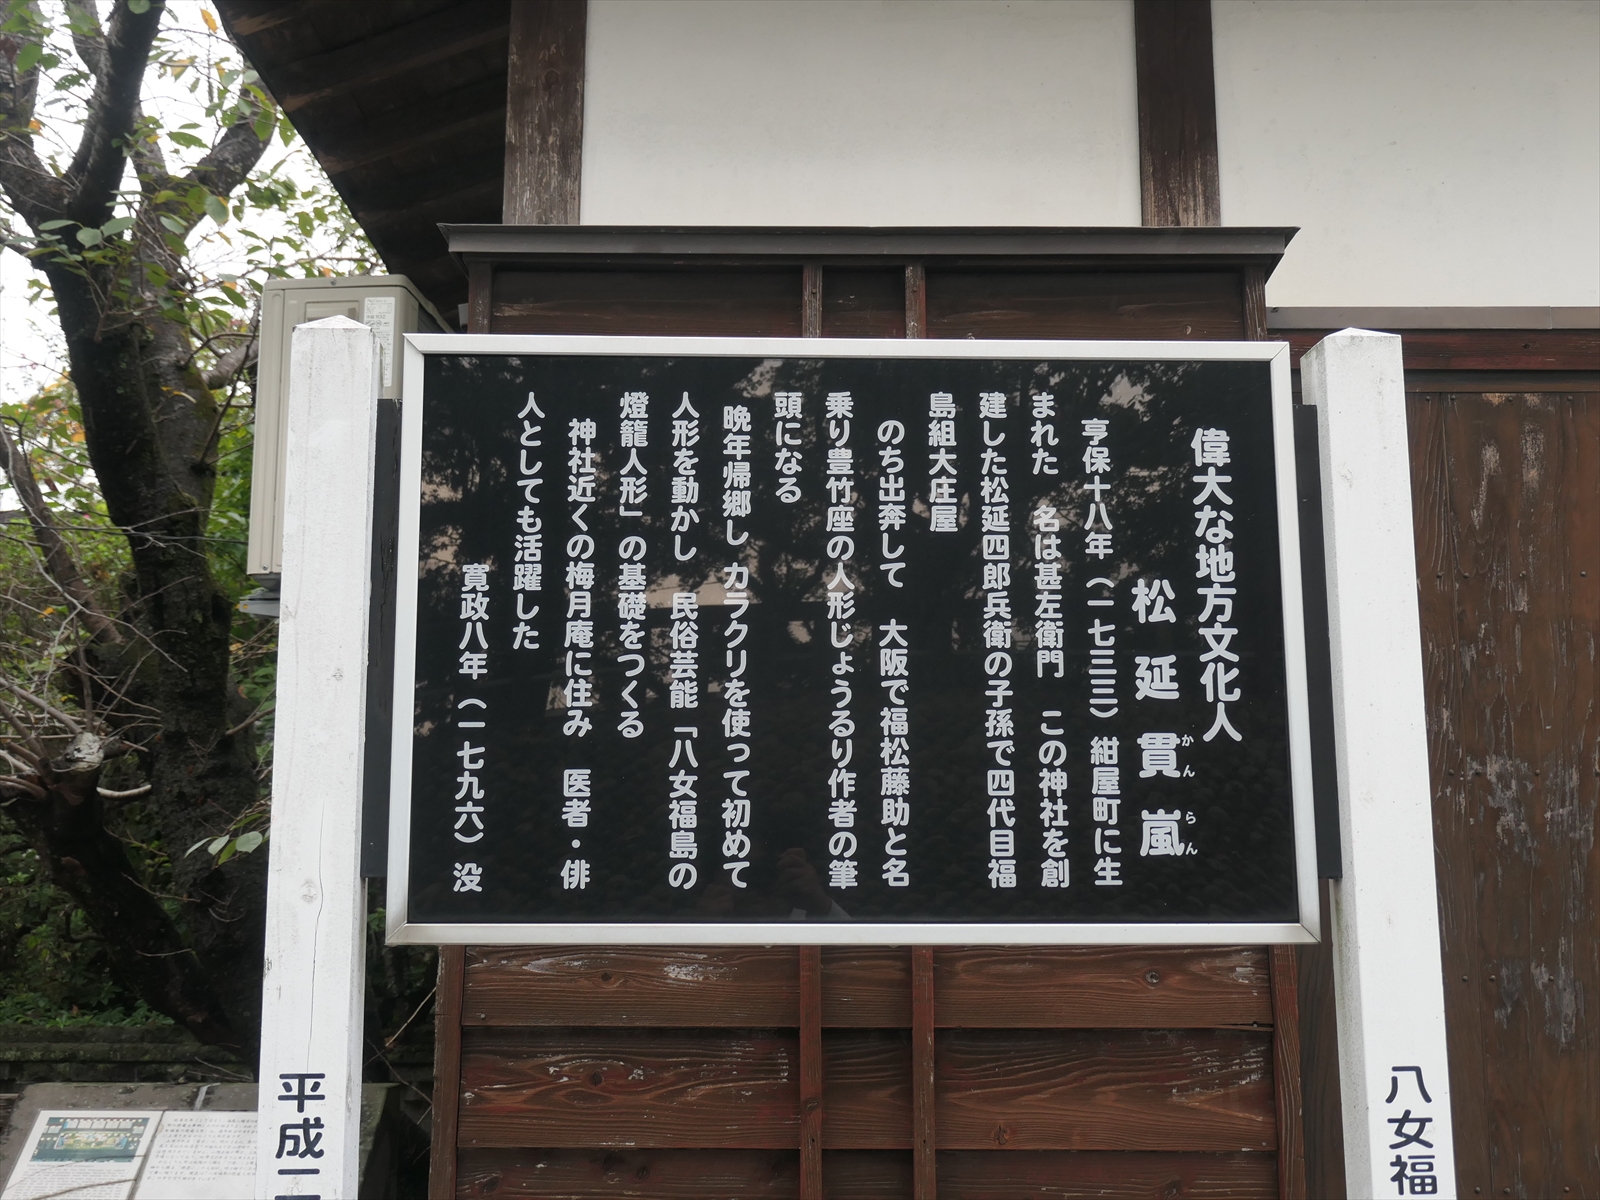 偉大な地方文化人
松延貫嵐
かんらん
享保十八年（一七三三）紺屋町に生
まれた　名は甚左衛門　この神社を創
建した松延四郎兵衛の子孫で四代目福
島組大庄屋
のち出奔して　大阪で福松藤助と名
乗り豊竹座の人形じょうるり作者の筆
頭になる
晩年帰郷し　カラクリを使って初めて
人形を動かし　民俗芸能「八女福島の
燈籠人形」の基礎をつくる
神社近くの梅月庵に住み　医者・俳
人としても活躍した
寛政八年（一七九六）没
八女福
平成二